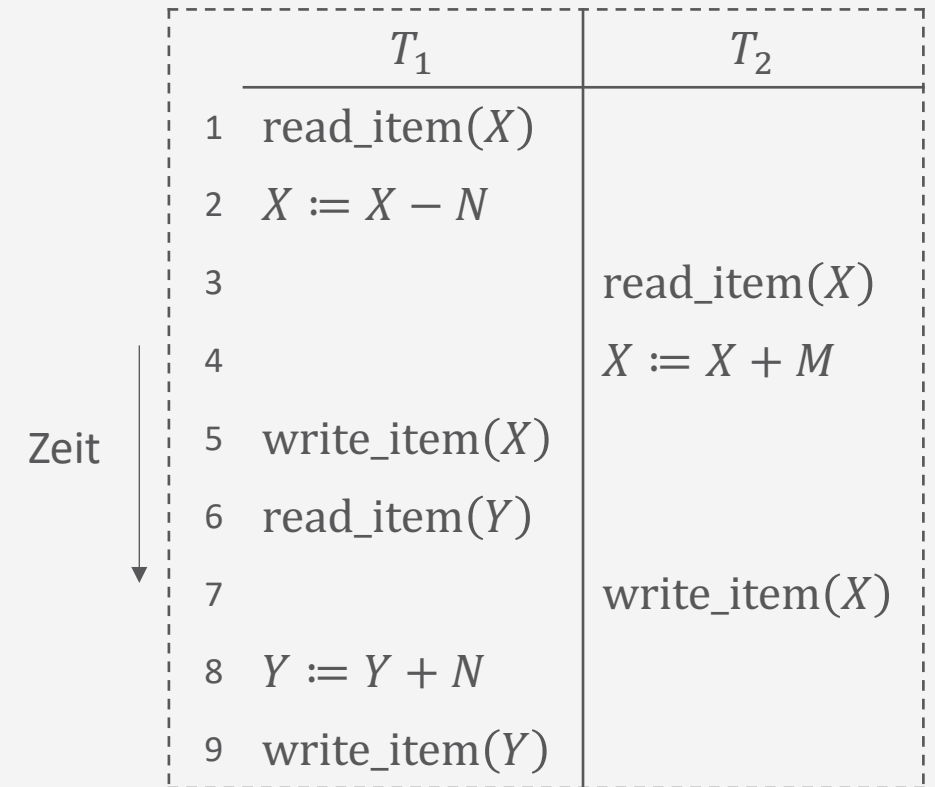 T₁ T₂
1 read_item(X)
2 X ≔ X − N
3 read_item(X)
4 X ≔ X + M
Zeit
5 write_item(X)
6 read_item(Y)
7 write_item(X)
8 Y ≔ Y + N
9 write_item(Y)